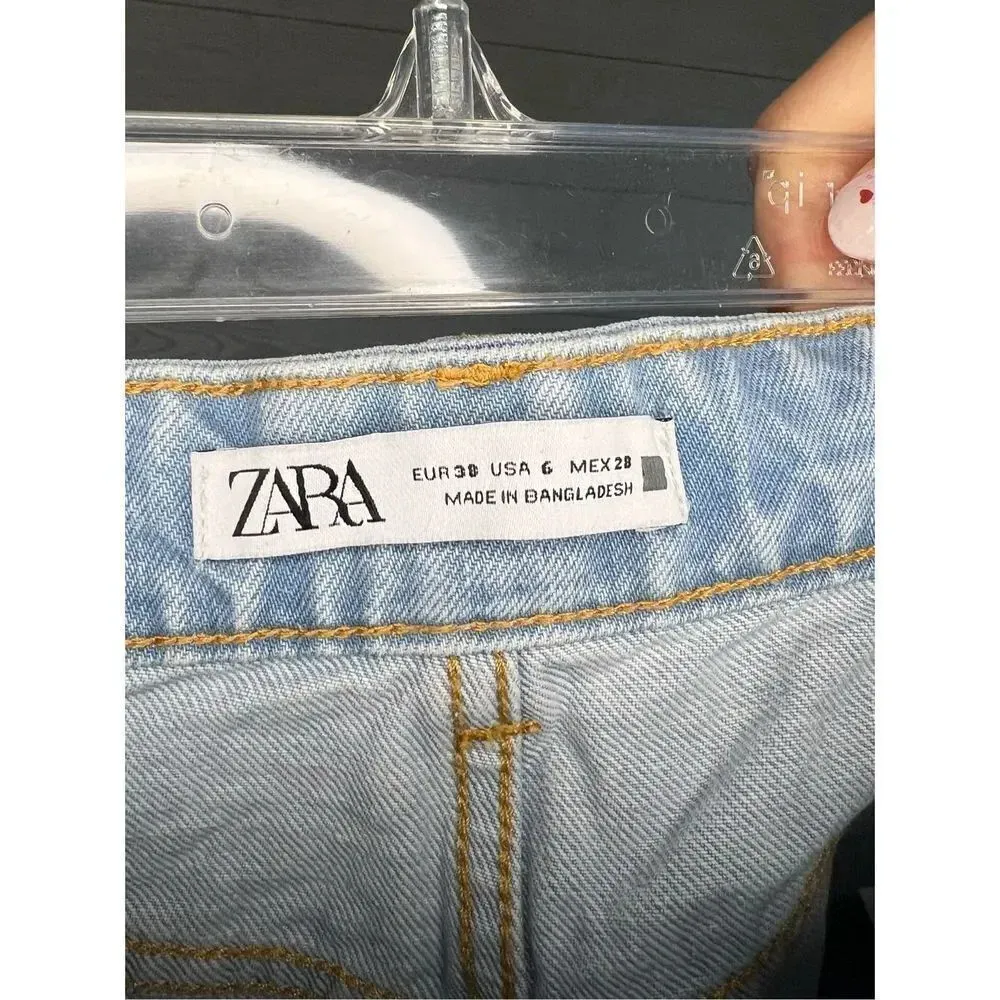 ZARA
EUR 38 USA 6 MEX 28
MADE IN BANGLADESH